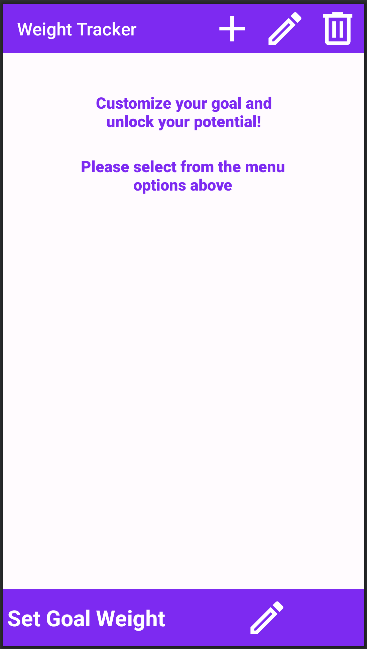 Weight Tracker
Customize your goal and
unlock your potential!
Please select from the menu
options above
Set Goal Weight